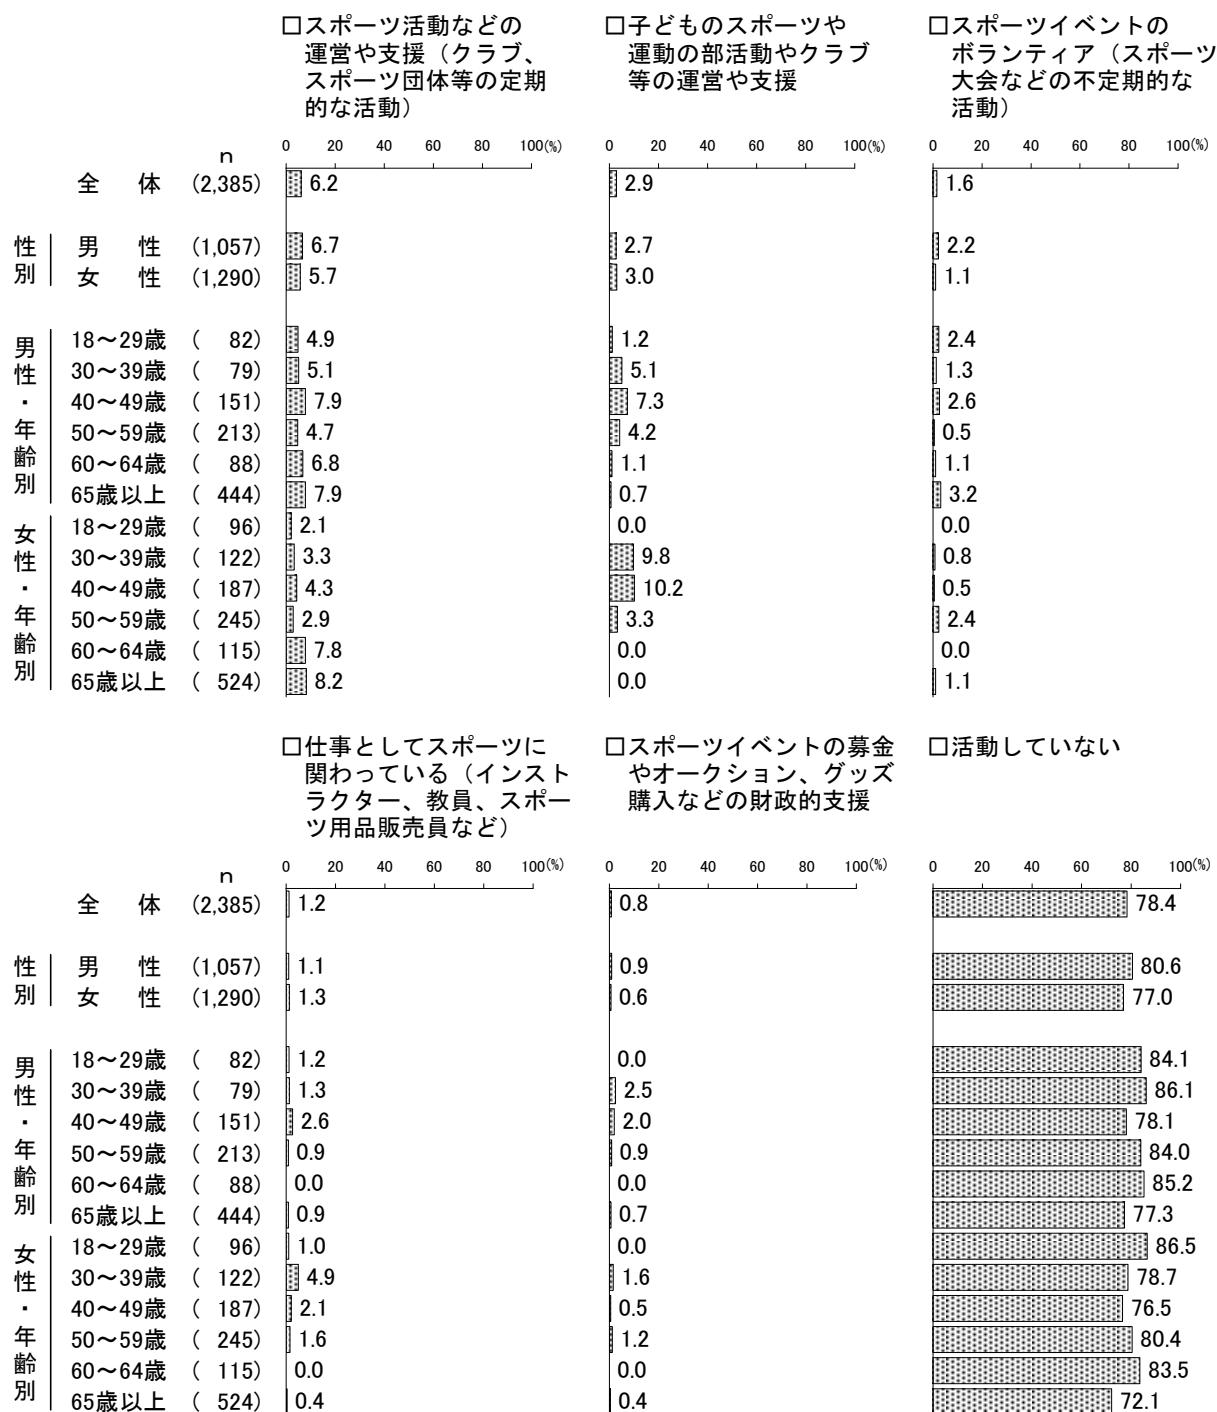 □スポーツ活動などの
運営や支援（クラブ、
スポーツ団体等の定期
的な活動）
□子どものスポーツや
運動の部活動やクラブ
等の運営や支援
□スポーツイベントの
ボランティア（スポーツ
大会などの不定期的な
活動）
n 0 20 40 60 80 100(%) 0 20 40 60 80 100(%) 0 20 40 60 80 100(%)
全体 (2,385) 6.2 2.9 1.6
性別
男性 (1,057) 6.7 2.7 2.2
女性 (1,290) 5.7 3.0 1.1
男性・年齢別
18～29歳 ( 82) 4.9 1.2 2.4
30～39歳 ( 79) 5.1 5.1 1.3
40～49歳 ( 151) 7.9 7.3 2.6
50～59歳 ( 213) 4.7 4.2 0.5
60～64歳 ( 88) 6.8 1.1 1.1
65歳以上 ( 444) 7.9 0.7 3.2
女性・年齢別
18～29歳 ( 96) 2.1 0.0 0.0
30～39歳 ( 122) 3.3 9.8 0.8
40～49歳 ( 187) 4.3 10.2 0.5
50～59歳 ( 245) 2.9 3.3 2.4
60～64歳 ( 115) 7.8 0.0 0.0
65歳以上 ( 524) 8.2 0.0 1.1
□仕事としてスポーツに
関わっている（インスト
ラクター、教員、スポー
ツ用品販売員など）
□スポーツイベントの募金
やオークション、グッズ
購入などの財政的支援
□活動していない
n 0 20 40 60 80 100(%) 0 20 40 60 80 100(%) 0 20 40 60 80 100(%)
全体 (2,385) 1.2 0.8 78.4
性別
男性 (1,057) 1.1 0.9 80.6
女性 (1,290) 1.3 0.6 77.0
男性・年齢別
18～29歳 ( 82) 1.2 0.0 84.1
30～39歳 ( 79) 1.3 2.5 86.1
40～49歳 ( 151) 2.6 2.0 78.1
50～59歳 ( 213) 0.9 0.9 84.0
60～64歳 ( 88) 0.0 0.0 85.2
65歳以上 ( 444) 0.9 0.7 77.3
女性・年齢別
18～29歳 ( 96) 1.0 0.0 86.5
30～39歳 ( 122) 4.9 1.6 78.7
40～49歳 ( 187) 2.1 0.5 76.5
50～59歳 ( 245) 1.6 1.2 80.4
60～64歳 ( 115) 0.0 0.0 83.5
65歳以上 ( 524) 0.4 0.4 72.1